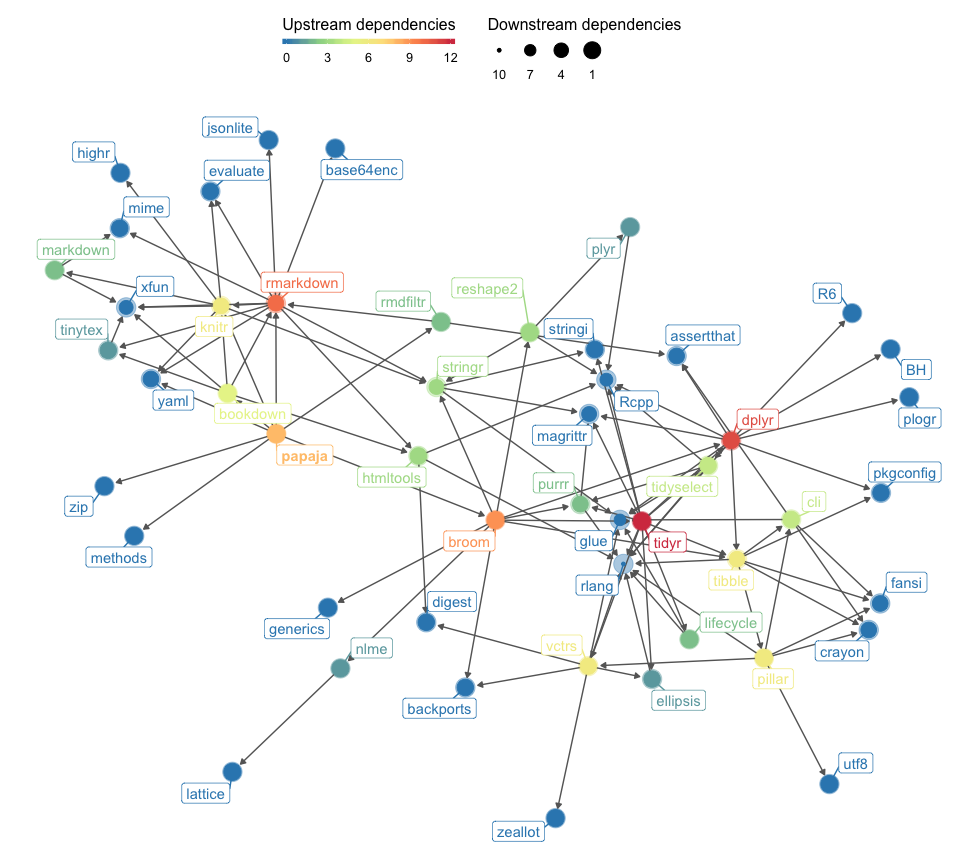 Upstream dependencies Downstream dependencies
0 3 6 9 12 10 7 4 1
jsonlite
highr
evaluate
base64enc
mime
markdown
plyr
xfun
rmarkdown
reshape2
R6
rmdfiltr
knitr
tinytex
stringi
assertthat
stringr
BH
yaml
bookdown
Rcpp
dplyr
plogr
magrittr
papaja
htmltools
purrr
tidyselect
pkgconfig
zip
cli
broom
glue
tidyr
methods
tibble
rlang
fansi
digest
lifecycle
generics
nlme
vctrs
crayon
pillar
backports
ellipsis
utf8
lattice
zeallot